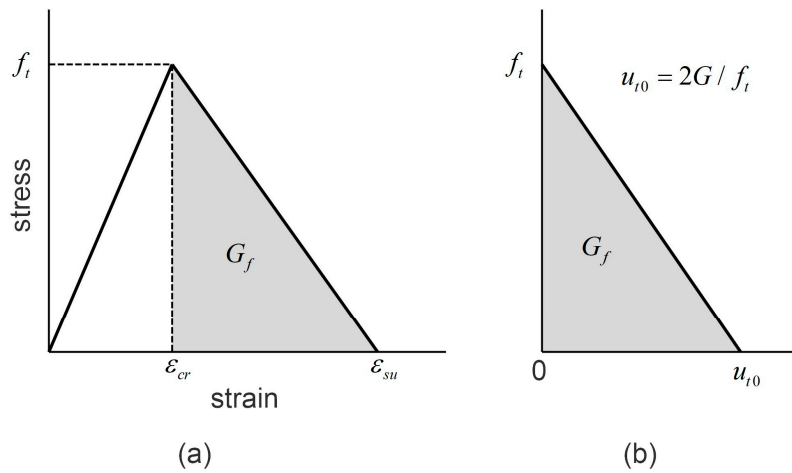 f_t
stress
G_f
ε_cr
ε_su
strain
(a)
f_t
u_t0 = 2G / f_t
G_f
0
u_t0
(b)